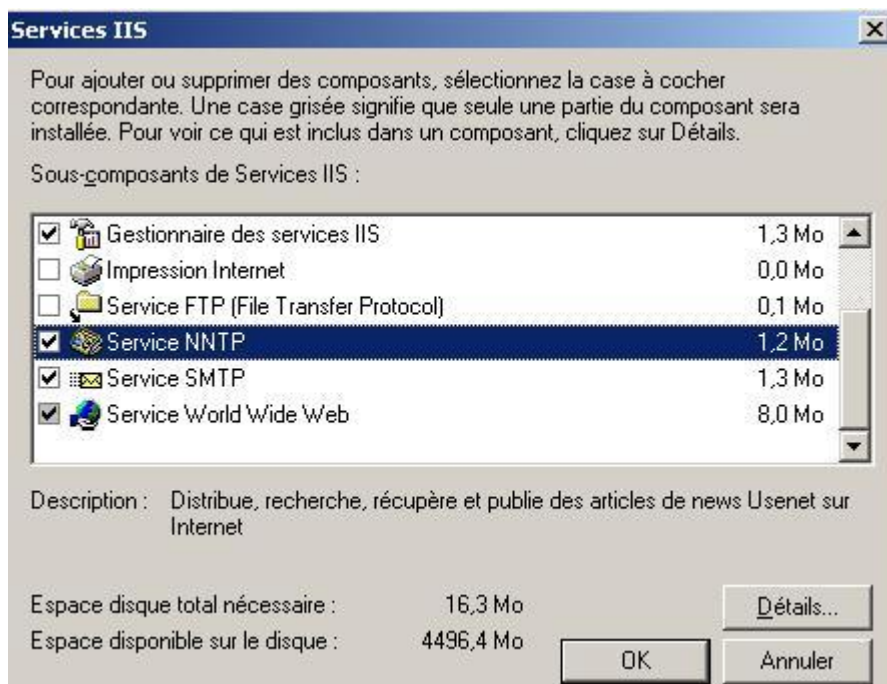 Services IIS
Pour ajouter ou supprimer des composants, sélectionnez la case à cocher
correspondante. Une case grisée signifie que seule une partie du composant sera
installée. Pour voir ce qui est inclus dans un composant, cliquez sur Détails.
Sous-composants de Services IIS :
Gestionnaire des services IIS 1,3 Mo
Impression Internet 0,0 Mo
Service FTP (File Transfer Protocol) 0,1 Mo
Service NNTP 1,2 Mo
Service SMTP 1,3 Mo
Service World Wide Web 8,0 Mo
Description : Distribue, recherche, récupère et publie des articles de news Usenet sur
Internet
Espace disque total nécessaire : 16,3 Mo
Espace disponible sur le disque : 4496,4 Mo
Détails...
OK Annuler